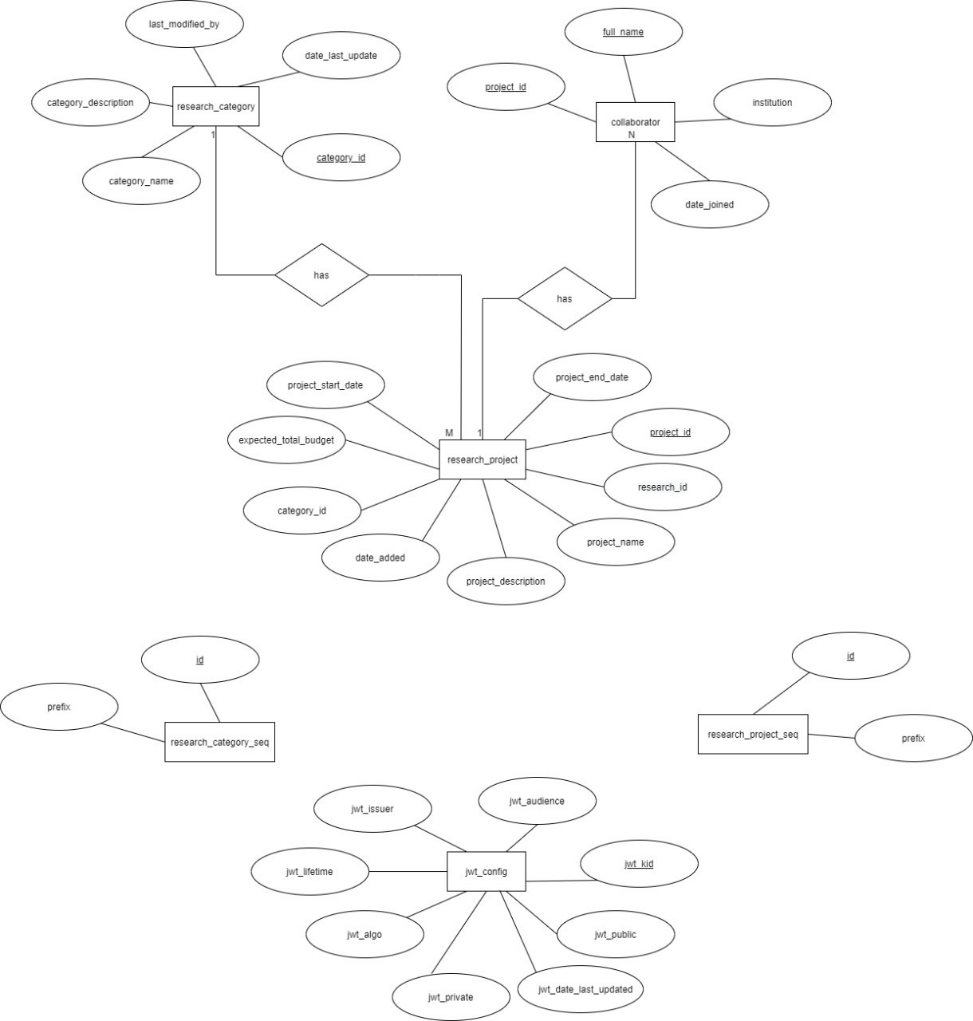 last_modified_by
full_name
date_last_update
project_id
category_description
research_category
institution
collaborator
1
N
category_id
category_name
date_joined
has
has
project_end_date
project_start_date
M
1
project_id
expected_total_budget
research_project
research_id
category_id
project_name
date_added
project_description
id
id
prefix
research_category_seq
research_project_seq
prefix
jwt_issuer
jwt_audience
jwt_kid
jwt_lifetime
jwt_config
jwt_algo
jwt_public
jwt_private
jwt_date_last_updated